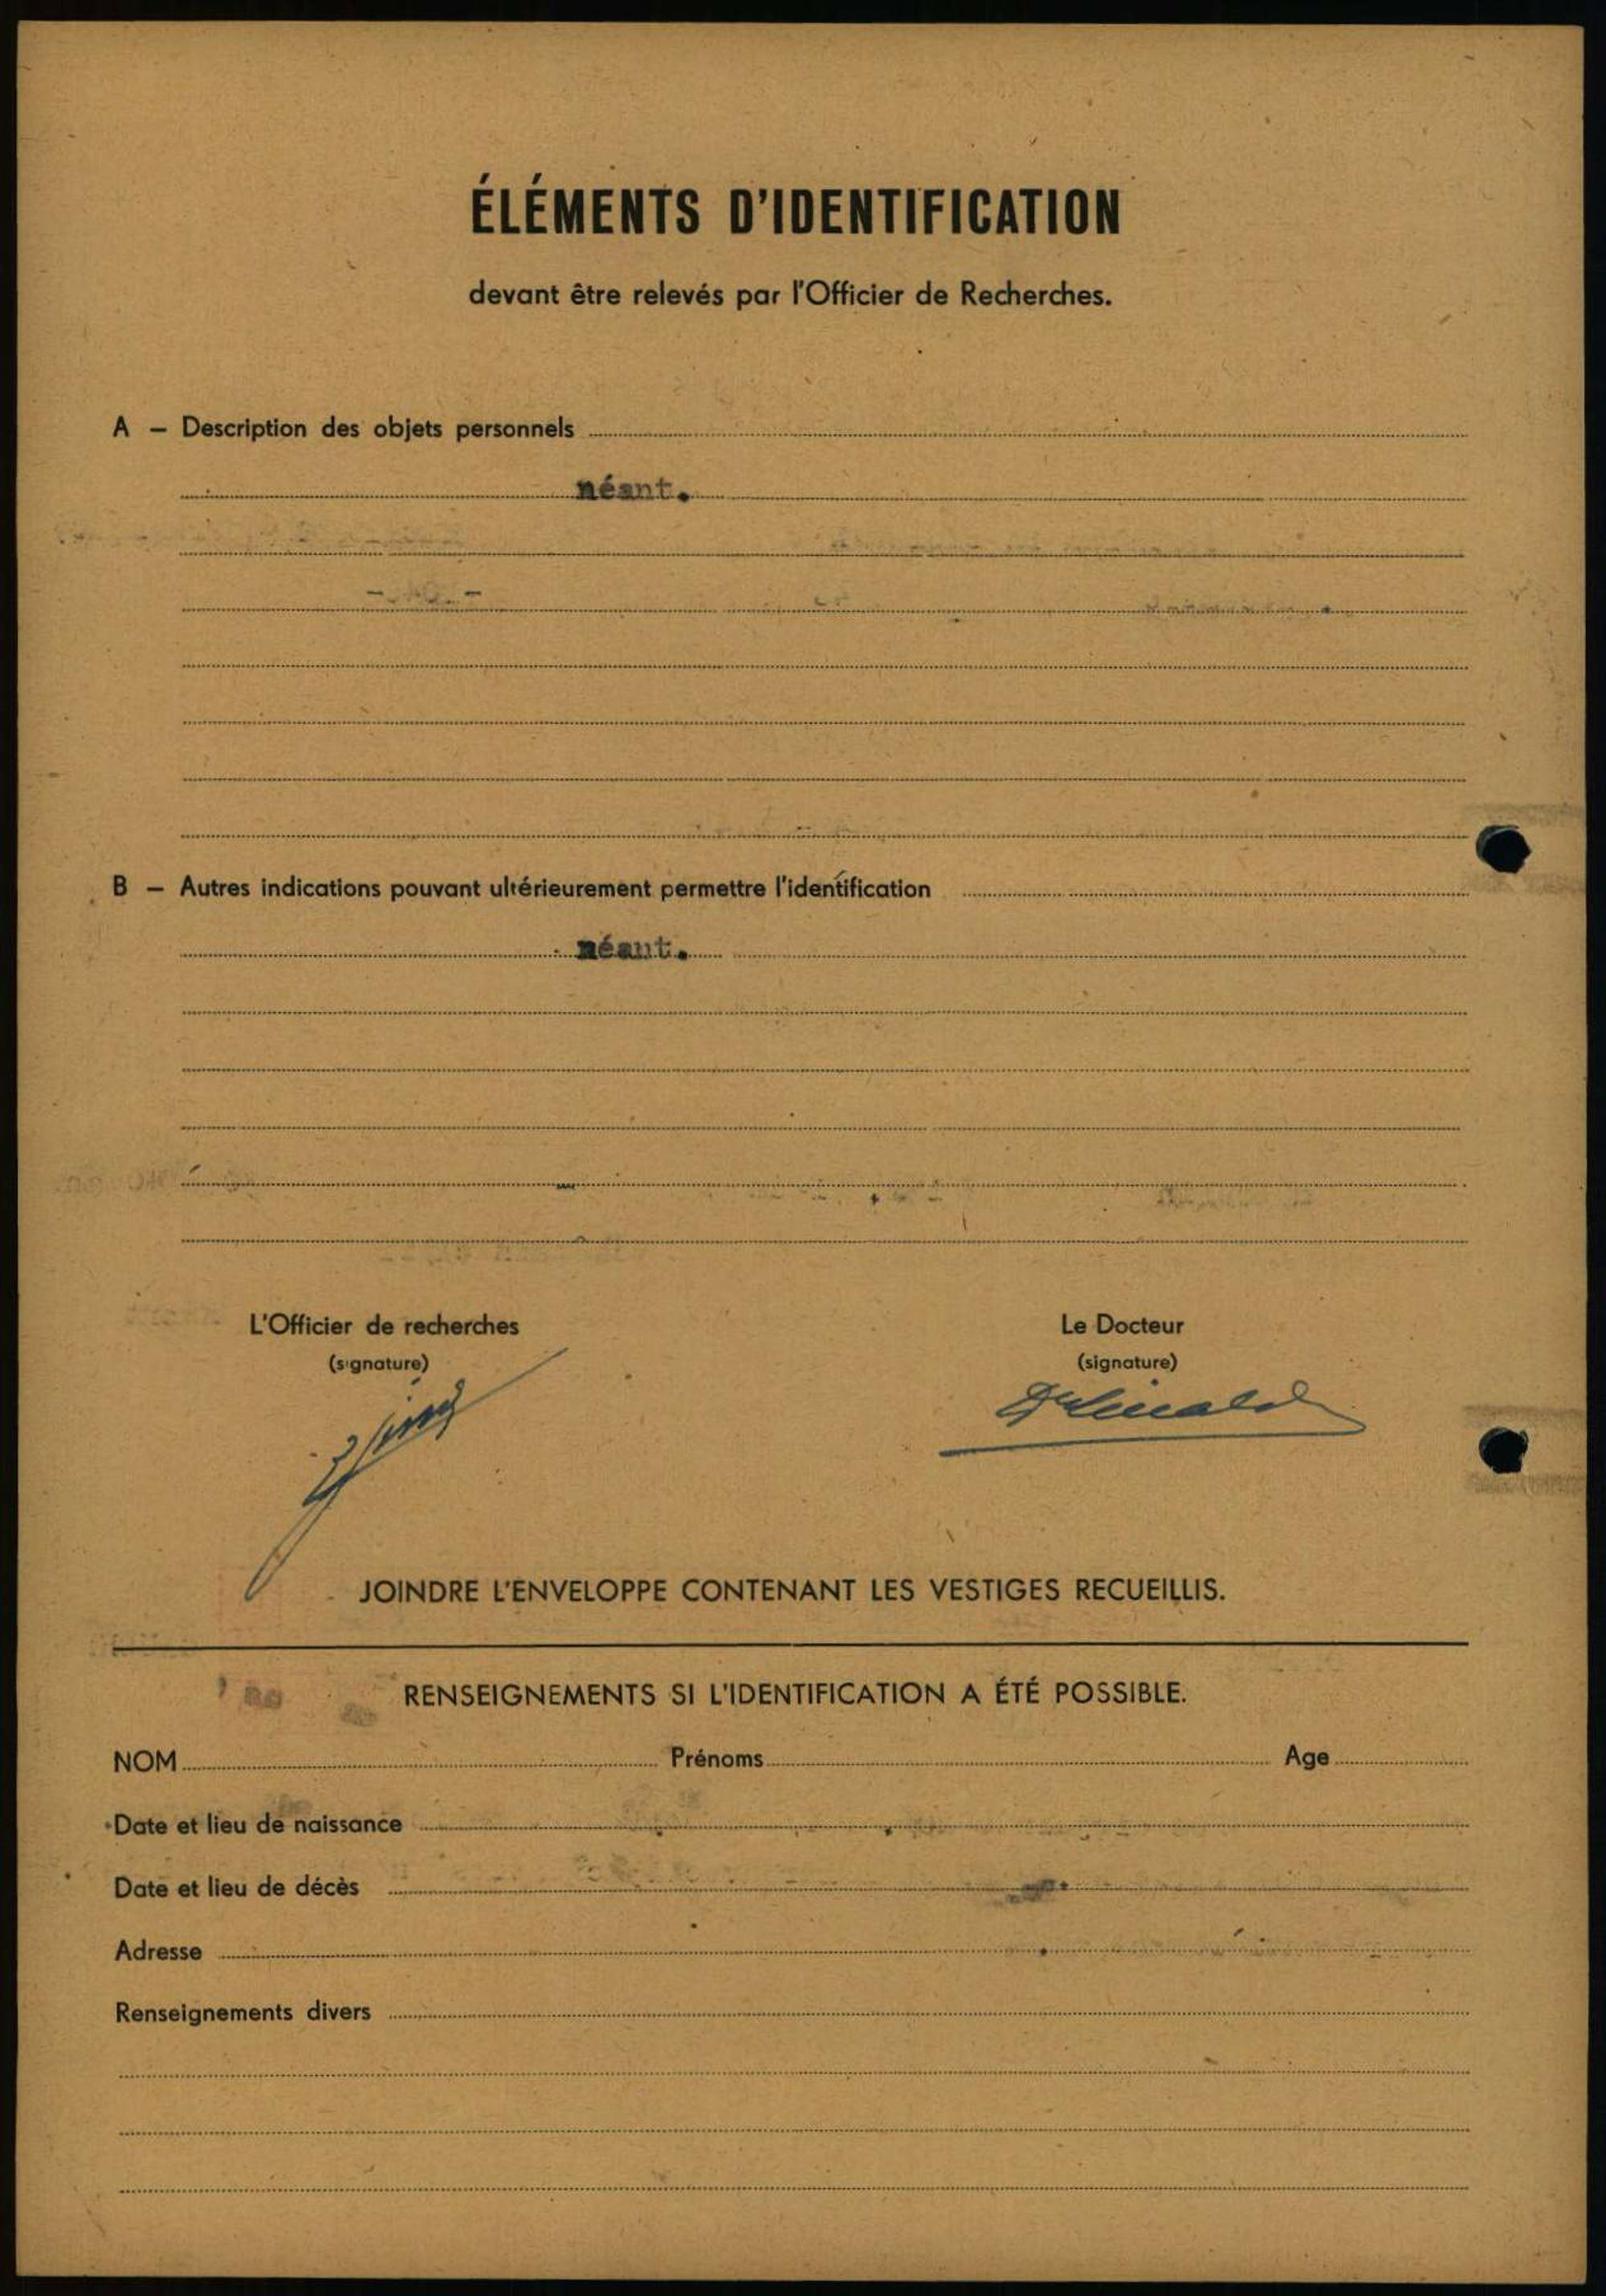 ÉLÉMENTS D'IDENTIFICATION
devant être relevés par l'Officier de Recherches.
A — Description des objets personnels
néant.
B — Autres indications pouvant ultérieurement permettre l'identification
néant.
L'Officier de recherches Le Docteur
(signature) (signature)
JOINDRE L'ENVELOPPE CONTENANT LES VESTIGES RECUEILLIS.
RENSEIGNEMENTS SI L'IDENTIFICATION A ÉTÉ POSSIBLE.
NOM Prénoms Age
Date et lieu de naissance
Date et lieu de décès
Adresse
Renseignements divers